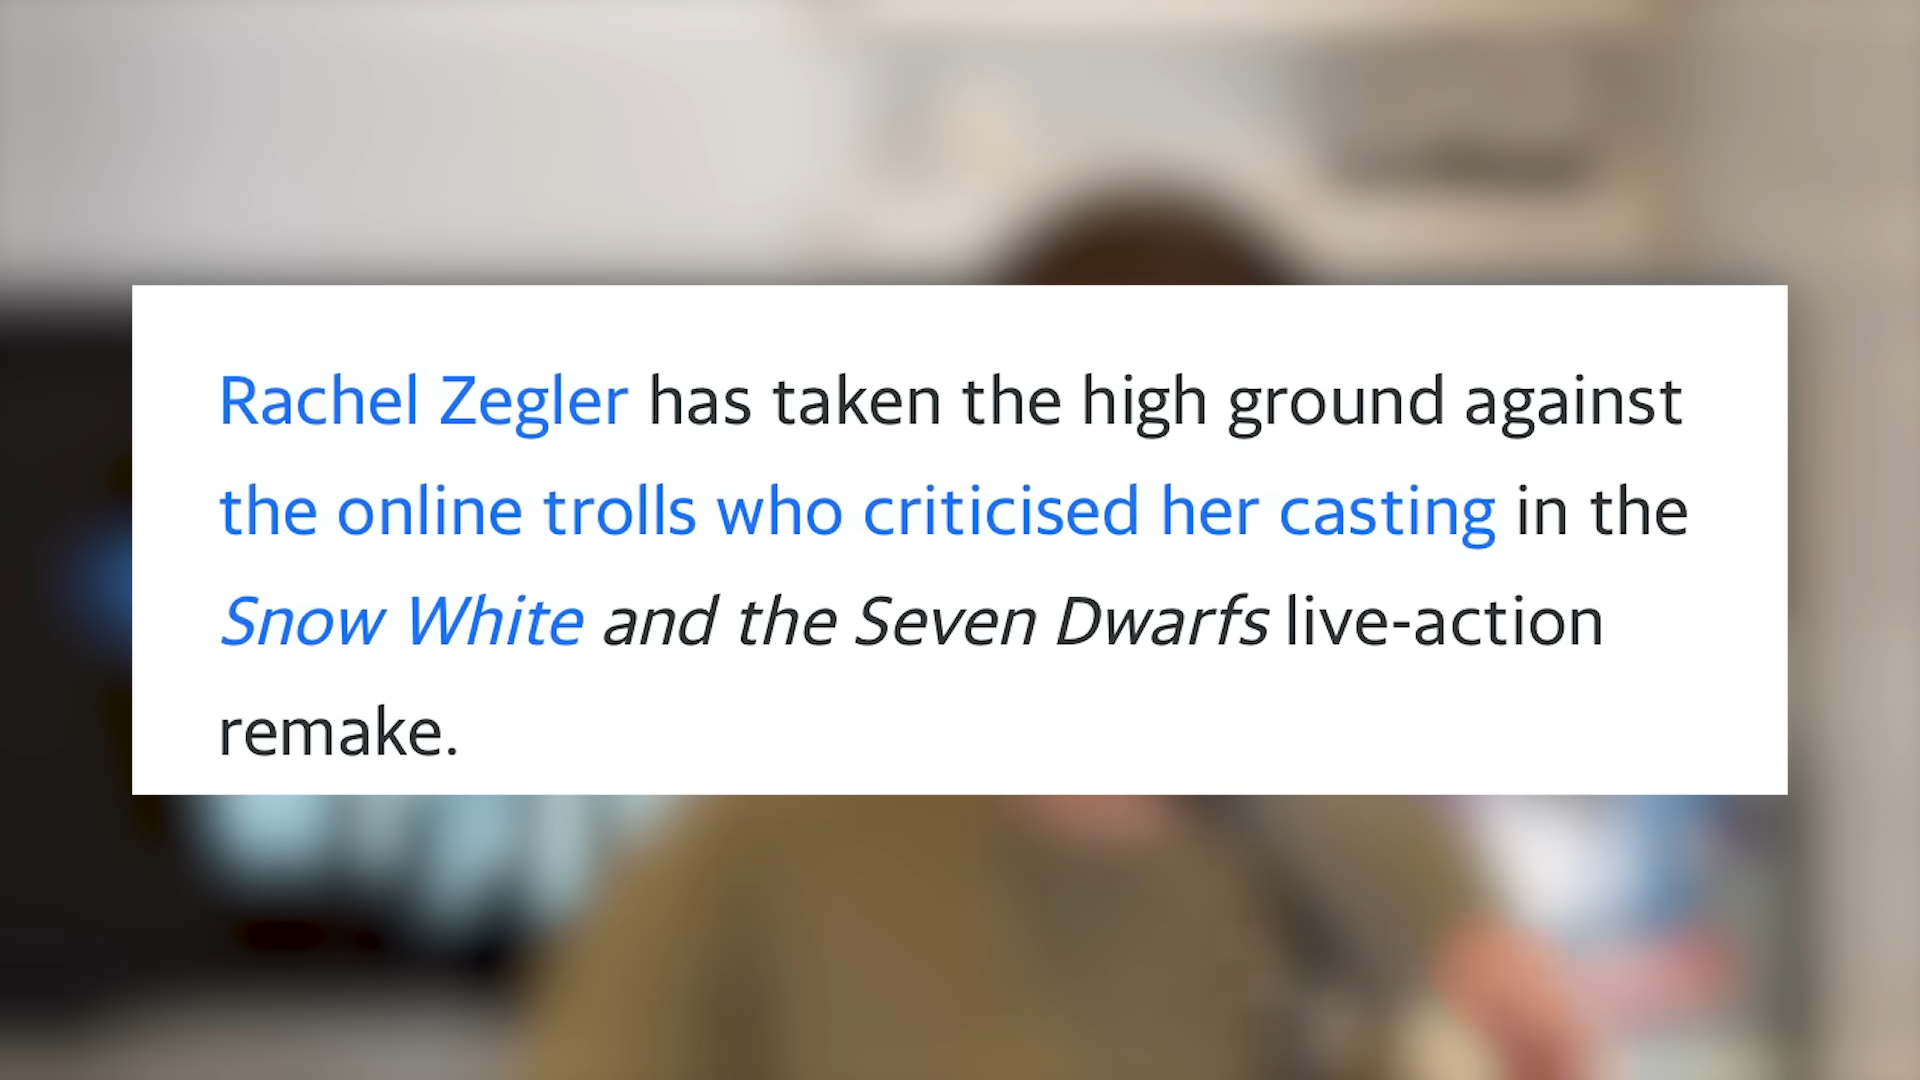 Rachel Zegler has taken the high ground against
the online trolls who criticised her casting in the
Snow White and the Seven Dwarfs live-action
remake.